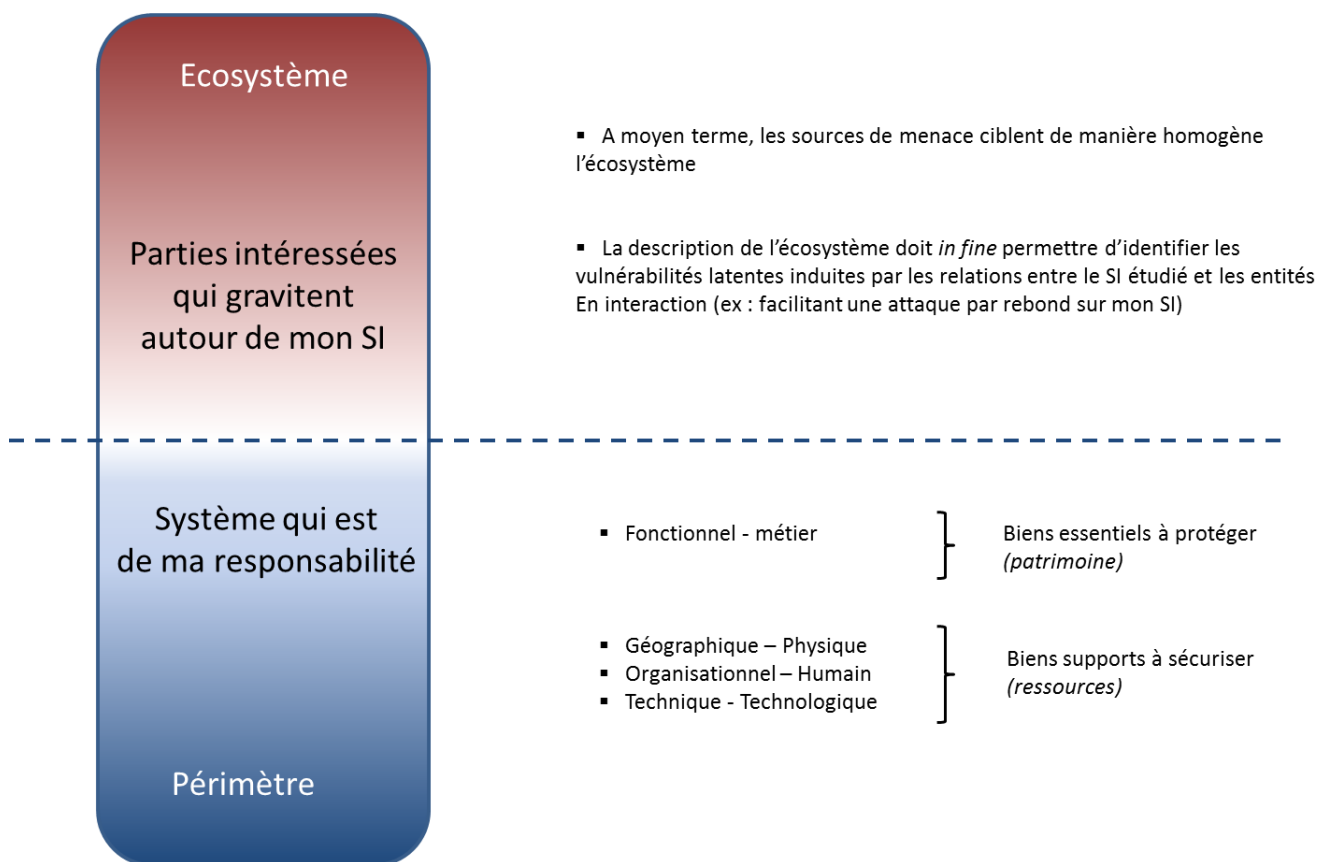 Ecosystème
▪ A moyen terme, les sources de menace ciblent de manière homogène
l’écosystème
Parties intéressées
qui gravitent
autour de mon SI
▪ La description de l’écosystème doit in fine permettre d’identifier les
vulnérabilités latentes induites par les relations entre le SI étudié et les entités
En interaction (ex : facilitant une attaque par rebond sur mon SI)
Système qui est
de ma responsabilité
▪ Fonctionnel - métier
Biens essentiels à protéger
(patrimoine)
▪ Géographique – Physique
▪ Organisationnel – Humain
▪ Technique - Technologique
Biens supports à sécuriser
(ressources)
Périmètre